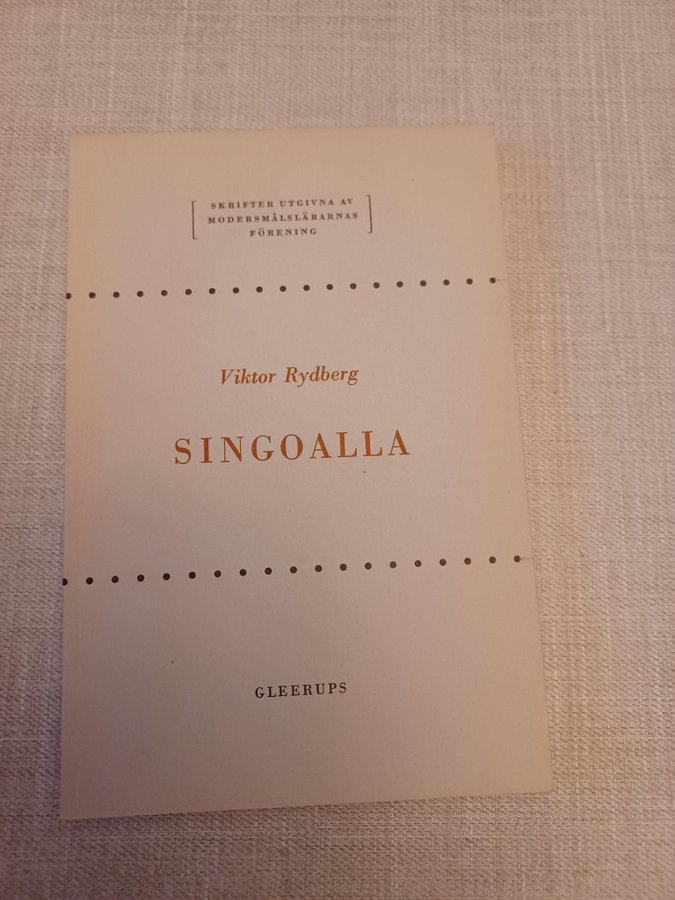 SKRIFTER UTGIVNA AV
MODERSMÅLSLÄRARNAS
FÖRENING
Viktor Rydberg
SINGOALLA
GLEERUPS